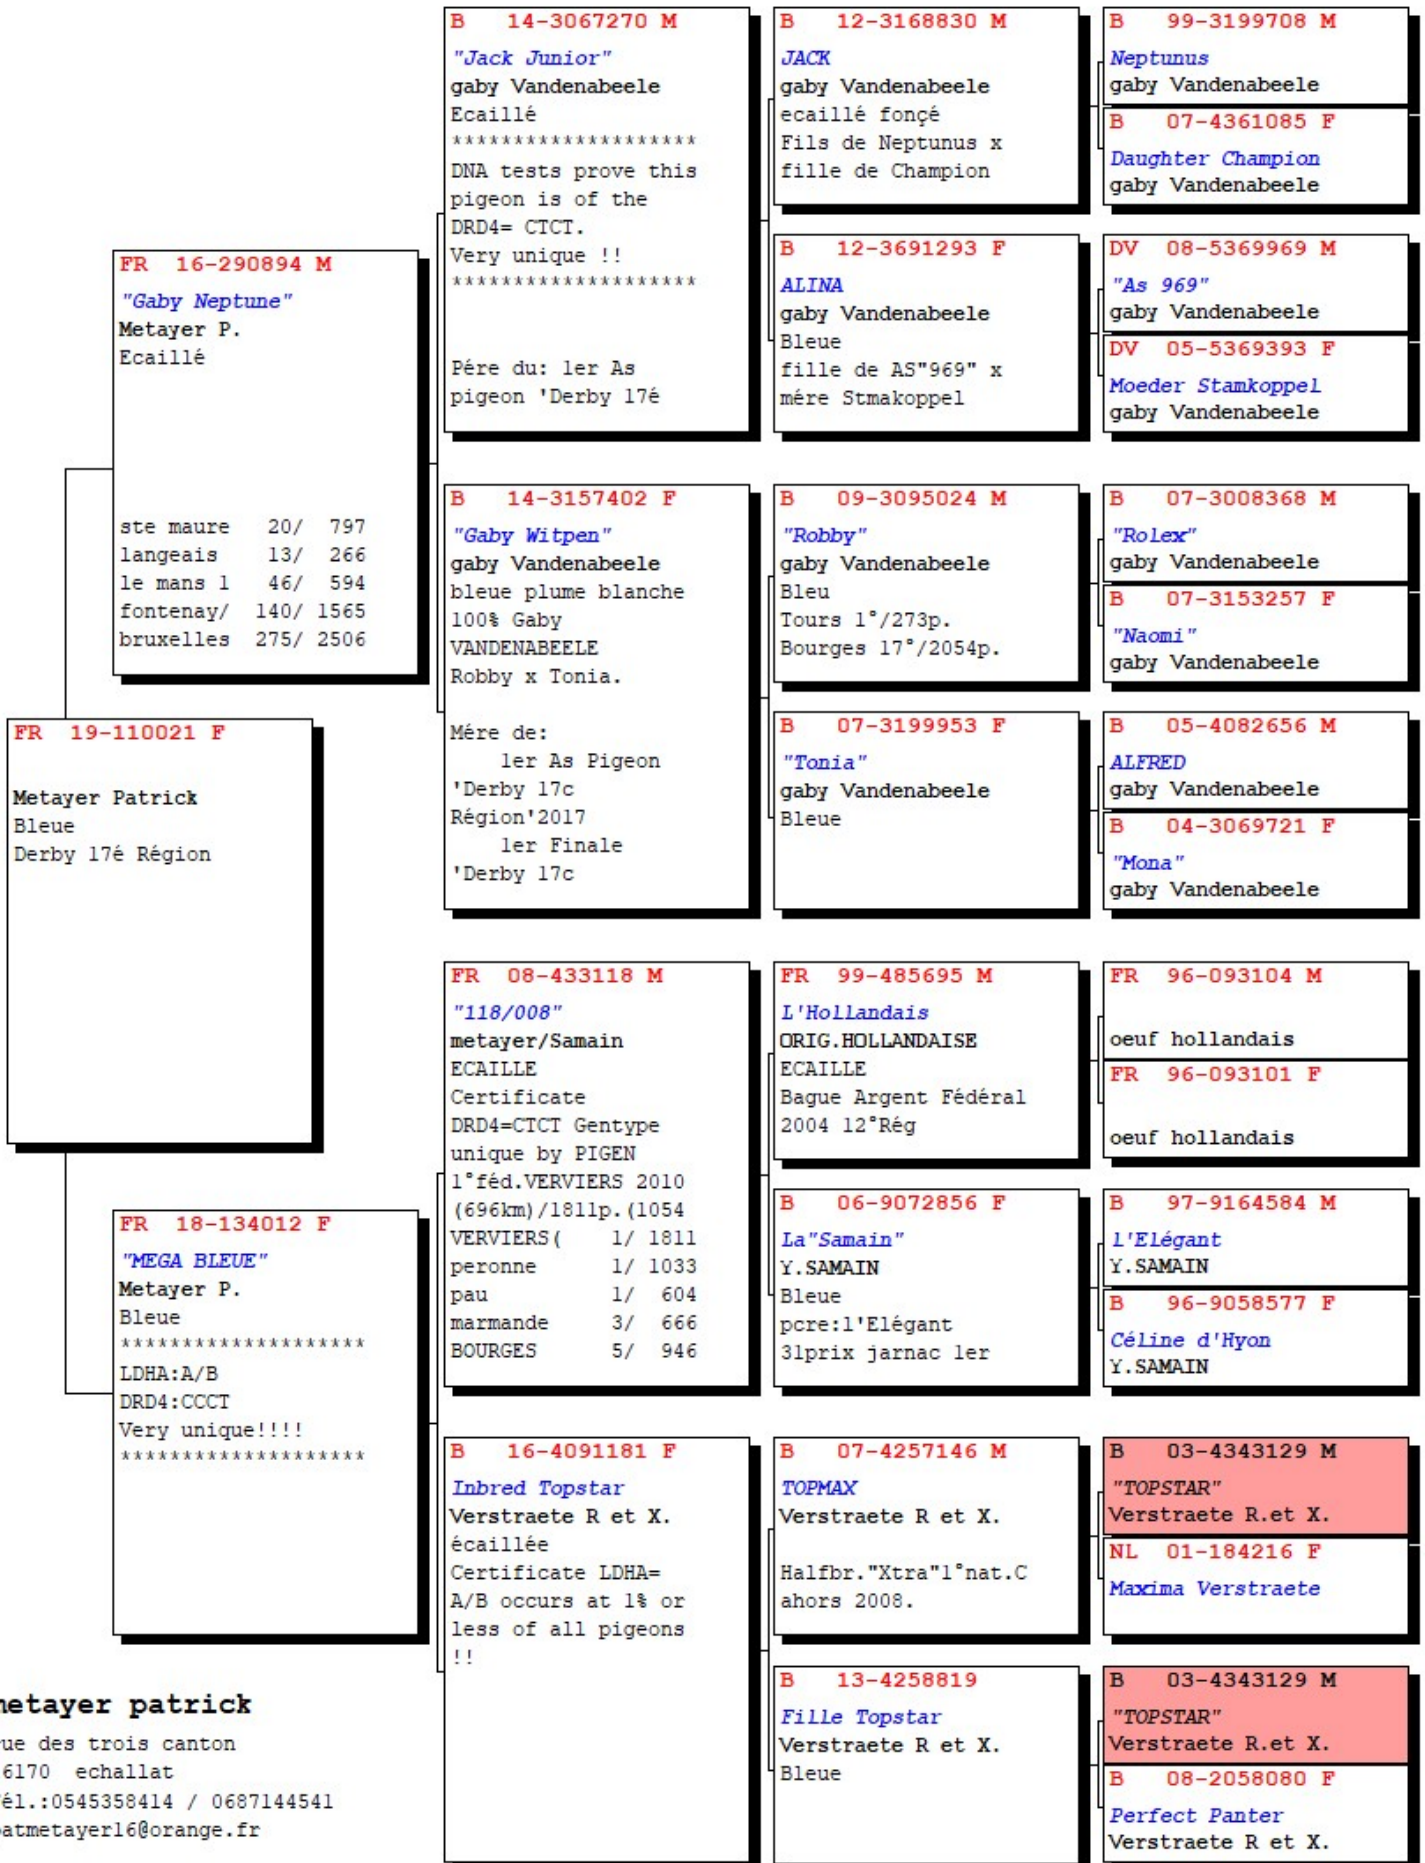 FR 19-110021 F
Metayer Patrick
Bleue
Derby 17é Région
FR 16-290894 M
"Gaby Neptune"
Metayer P.
Ecaillé
ste maure 20/ 797
langeais 13/ 266
le mans l 46/ 594
fontenay/ 140/ 1565
bruxelles 275/ 2506
FR 18-134012 F
"MEGA BLEUE"
Metayer P.
Bleue
********************
LDHA:A/B
DRD4:CCCT
Very unique!!!!
********************
B 14-3067270 M
"Jack Junior"
gaby Vandenabeele
Ecaillé
********************
DNA tests prove this
pigeon is of the
DRD4= CTCT.
Very unique !!
********************
Pére du: 1er As
pigeon 'Derby 17é
B 14-3157402 F
"Gaby Witpen"
gaby Vandenabeele
bleue plume blanche
100% Gaby
VANDENABEELE
Robby x Tonia.
Mére de:
1er As Pigeon
'Derby 17c
Région'2017
1er Finale
'Derby 17c
FR 08-433118 M
"118/008"
metayer/Samain
ECAILLE
Certificate
DRD4=CTCT Gentype
unique by PIGEN
1°féd.VERVIERS 2010
(696km)/1811p.(1054
VERVIERS( 1/ 1811
peronne 1/ 1033
pau 1/ 604
marmande 3/ 666
BOURGES 5/ 946
B 16-4091181 F
Inbred Topstar
Verstraete R et X.
écaillée
Certificate LDHA=
A/B occurs at 1% or
less of all pigeons
!!
B 12-3168830 M
JACK
gaby Vandenabeele
ecaillé fonçé
Fils de Neptunus x
fille de Champion
B 12-3691293 F
ALINA
gaby Vandenabeele
Bleue
fille de AS"969" x
mére Stmakoppel
B 09-3095024 M
"Robby"
gaby Vandenabeele
Bleu
Tours 1°/273p.
Bourges 17°/2054p.
B 07-3199953 F
"Tonia"
gaby Vandenabeele
Bleue
FR 99-485695 M
L'Hollandais
ORIG.HOLLANDAISE
ECAILLE
Bague Argent Fédéral
2004 12°Rég
B 06-9072856 F
La"Samain"
Y.SAMAIN
Bleue
pcre:l'Elégant
31prix jarnac 1er
B 07-4257146 M
TOPMAX
Verstraete R et X.
Halfbr."Xtra"1°nat.C
ahors 2008.
B 13-4258819
Fille Topstar
Verstraete R et X.
Bleue
B 99-3199708 M
Neptunus
gaby Vandenabeele
B 07-4361085 F
Daughter Champion
gaby Vandenabeele
DV 08-5369969 M
"As 969"
gaby Vandenabeele
DV 05-5369393 F
Moeder Stamkoppel
gaby Vandenabeele
B 07-3008368 M
"Rolex"
gaby Vandenabeele
B 07-3153257 F
"Naomi"
gaby Vandenabeele
B 05-4082656 M
ALFRED
gaby Vandenabeele
B 04-3069721 F
"Mona"
gaby Vandenabeele
FR 96-093104 M
oeuf hollandais
FR 96-093101 F
oeuf hollandais
B 97-9164584 M
l'Elégant
Y.SAMAIN
B 96-9058577 F
Céline d'Hyon
Y.SAMAIN
B 03-4343129 M
"TOPSTAR"
Verstraete R.et X.
NL 01-184216 F
Maxima Verstraete
B 03-4343129 M
"TOPSTAR"
Verstraete R.et X.
B 08-2058080 F
Perfect Panter
Verstraete R et X.
metayer patrick
rue des trois canton
6170 echallat
Tél.:0545358414 / 0687144541
patmetayer16@orange.fr